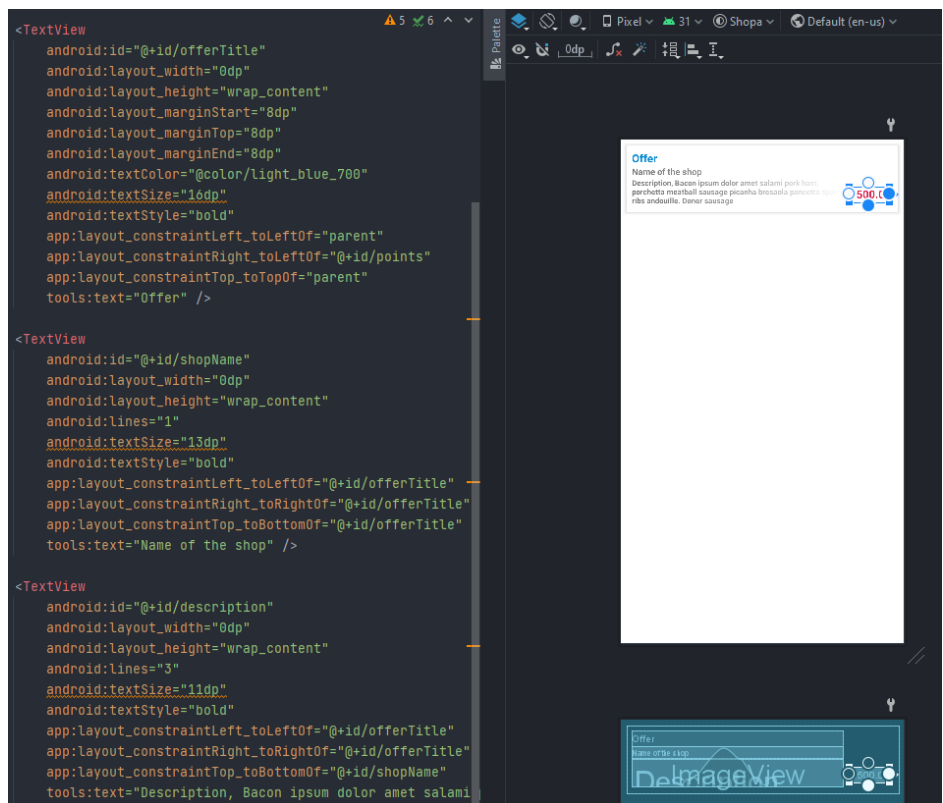 5 6
Palette
Pixel 31 Shopa Default (en-us)
0dp
<TextView
android:id="@+id/offerTitle"
android:layout_width="0dp"
android:layout_height="wrap_content"
android:layout_marginStart="8dp"
android:layout_marginTop="8dp"
android:layout_marginEnd="8dp"
android:textColor="@color/light_blue_700"
android:textSize="16dp"
android:textStyle="bold"
app:layout_constraintLeft_toLeftOf="parent"
app:layout_constraintRight_toLeftOf="@+id/points"
app:layout_constraintTop_toTopOf="parent"
tools:text="Offer" />
<TextView
android:id="@+id/shopName"
android:layout_width="0dp"
android:layout_height="wrap_content"
android:lines="1"
android:textSize="13dp"
android:textStyle="bold"
app:layout_constraintLeft_toLeftOf="@+id/offerTitle"
app:layout_constraintRight_toRightOf="@+id/offerTitle"
app:layout_constraintTop_toBottomOf="@+id/offerTitle"
tools:text="Name of the shop" />
<TextView
android:id="@+id/description"
android:layout_width="0dp"
android:layout_height="wrap_content"
android:lines="3"
android:textSize="11dp"
android:textStyle="bold"
app:layout_constraintLeft_toLeftOf="@+id/offerTitle"
app:layout_constraintRight_toRightOf="@+id/offerTitle"
app:layout_constraintTop_toBottomOf="@+id/shopName"
tools:text="Description, Bacon ipsum dolor amet salami
Offer
Name of the shop
Description, Bacon ipsum dolor amet salami pork ham,
porchetta meatball sausage picanha bresaola pancetta
ribs andouille. Doner sausage
500.0
Offer
Name of the shop
Description
ImageView
500.0